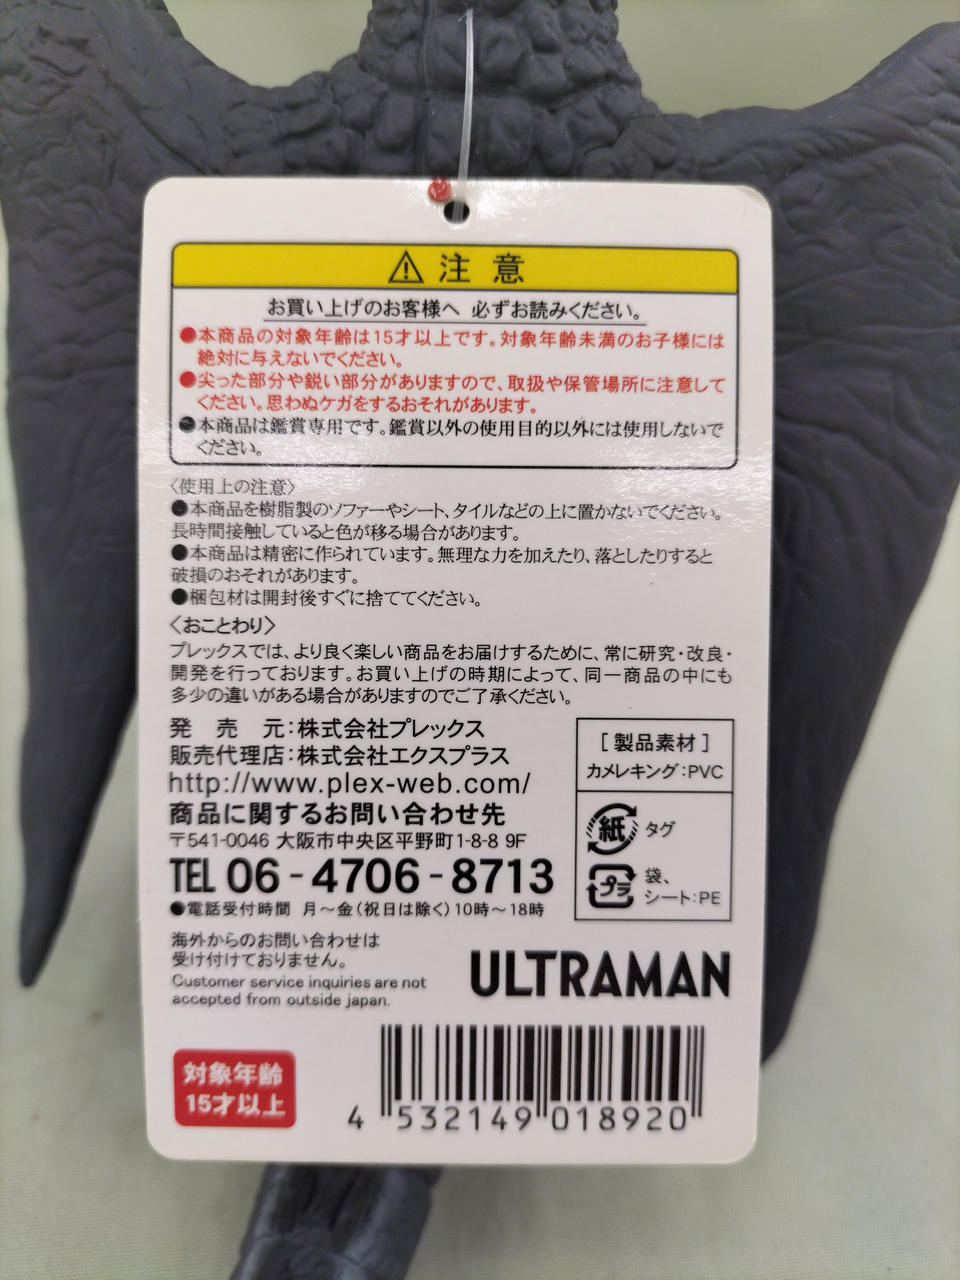 ⚠ 注意
お買い上げのお客様へ 必ずお読みください。
●本商品の対象年齢は15才以上です。対象年齢未満のお子様には
絶対に与えないでください。
●尖った部分や鋭い部分がありますので、取扱や保管場所に注意して
ください。思わぬケガをするおそれがあります。
●本商品は鑑賞専用です。鑑賞以外の使用目的以外には使用しないで
ください。
〈使用上の注意〉
●本商品を樹脂製のソファーやシート、タイルなどの上に置かないでください。
長時間接触していると色が移る場合があります。
●本商品は精密に作られています。無理な力を加えたり、落としたりすると
破損のおそれがあります。
●梱包材は開封後すぐに捨ててください。
〈おことわり〉
プレックスでは、より良く楽しい商品をお届けするために、常に研究・改良・
開発を行っております。お買い上げの時期によって、同一商品の中にも
多少の違いがある場合がありますのでご了承ください。
発 売 元:株式会社プレックス
販売代理店:株式会社エクスプラス
http://www.plex-web.com/
商品に関するお問い合わせ先
〒541-0046 大阪市中央区平野町1-8-8 9F
TEL 06-4706-8713
●電話受付時間 月～金(祝日は除く)10時～18時
[製品素材]
カメレキング:PVC
紙 タグ
プラ 袋、
シート:PE
海外からのお問い合わせは
受け付けておりません。
Customer service inquiries are not
accepted from outside japan.
ULTRAMAN
対象年齢
15才以上
4 532149 018920